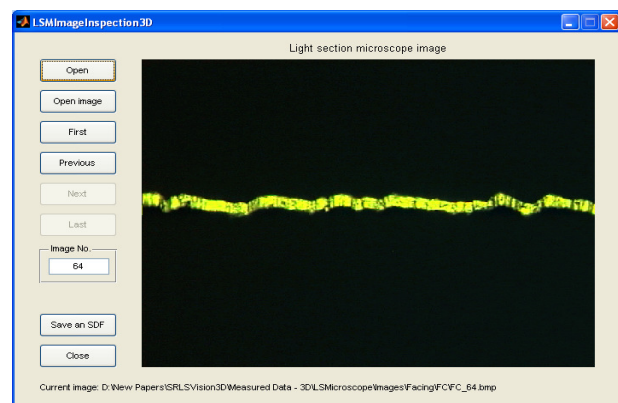 LSMImageInspection3D
Light section microscope image
Open
Open image
First
Previous
Next
Last
Image No.
64
Save an SDF
Close
Current image: D:\New Papers\SRLSVision3D\Measured Data - 3D\LSMicroscope\Images\Facing\FC\FC_64.bmp